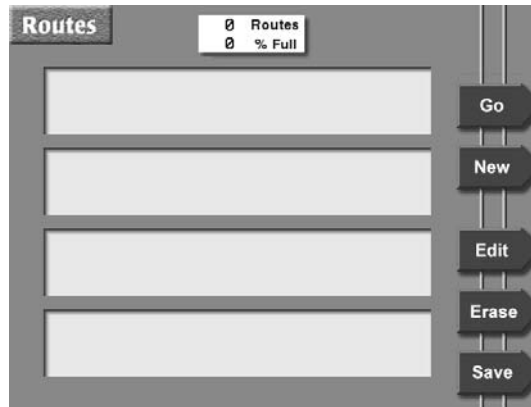 Routes
0 Routes
0 % Full
Go
New
Edit
Erase
Save